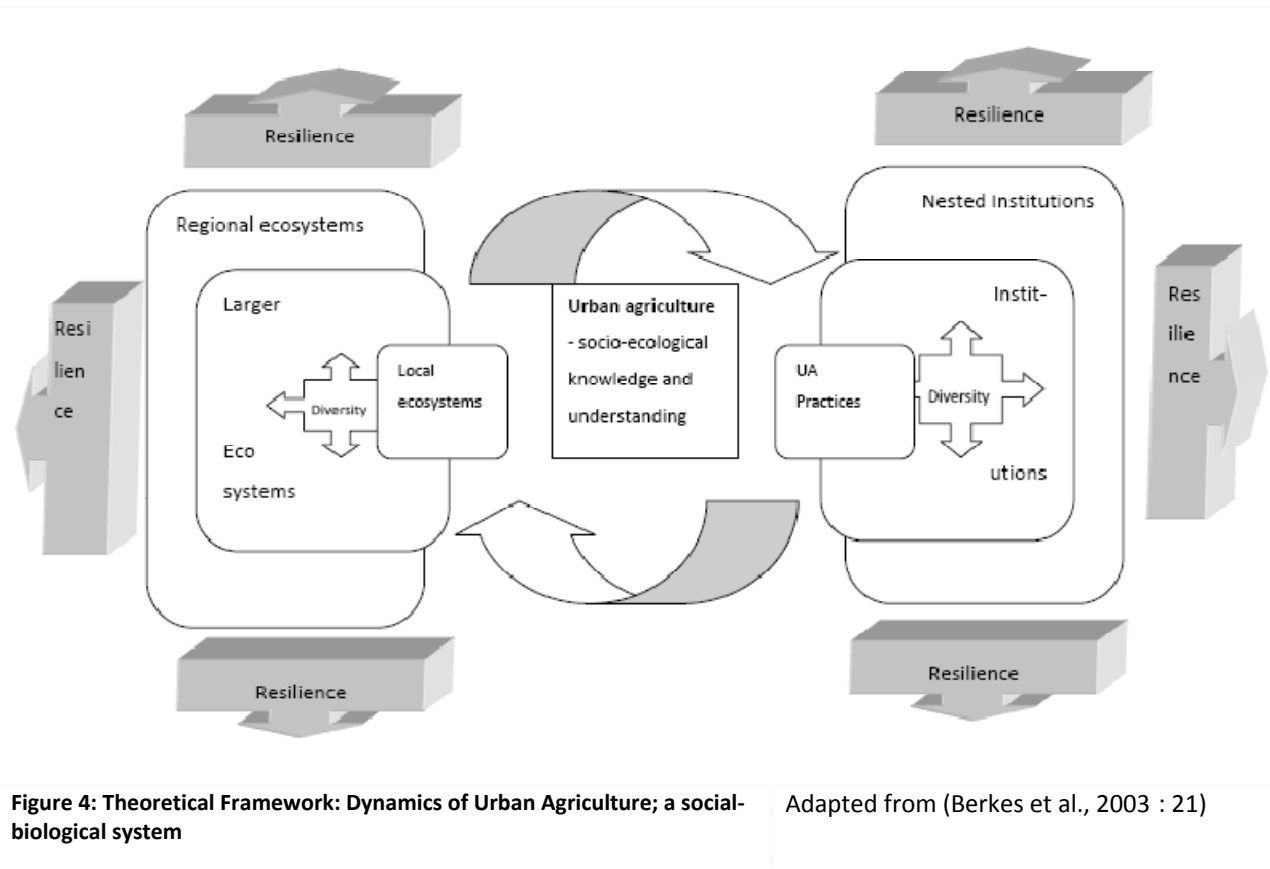 Resilience
Resilience
Regional ecosystems
Nested Institutions
Larger
Urban agriculture
Instit-
Res
- socio-ecological
Resi
Local
knowledge and
UA
ilie
lien
Diversity
ecosystems
understanding
Practices
Diversity
nce
ce
Eco
utions
systems
Resilience
Resilience
Figure 4: Theoretical Framework: Dynamics of Urban Agriculture; a social-
biological system
Adapted from (Berkes et al., 2003 : 21)